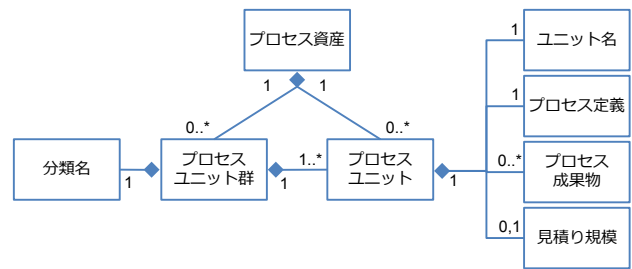 プロセス資産
1
1
0..*
0..*
分類名
1
プロセス
ユニット群
1
1..*
プロセス
ユニット
1
1
ユニット名
1
プロセス定義
0..*
プロセス
成果物
0,1
見積り規模